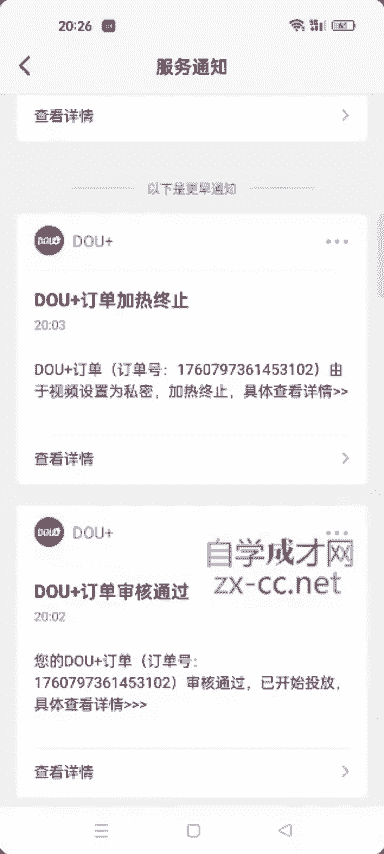 20:26
服务通知
查看详情
以下是更早通知
DOU+
DOU+订单加热终止
20:03
DOU+订单（订单号：1760797361453102）由
于视频设置为私密，加热终止，具体查看详情>>
查看详情
DOU+
DOU+订单审核通过
20:02
您的DOU+订单（订单号：
1760797361453102）审核通过，已开始投放，
具体查看详情>>>
查看详情
自学成才网
zx-cc.net